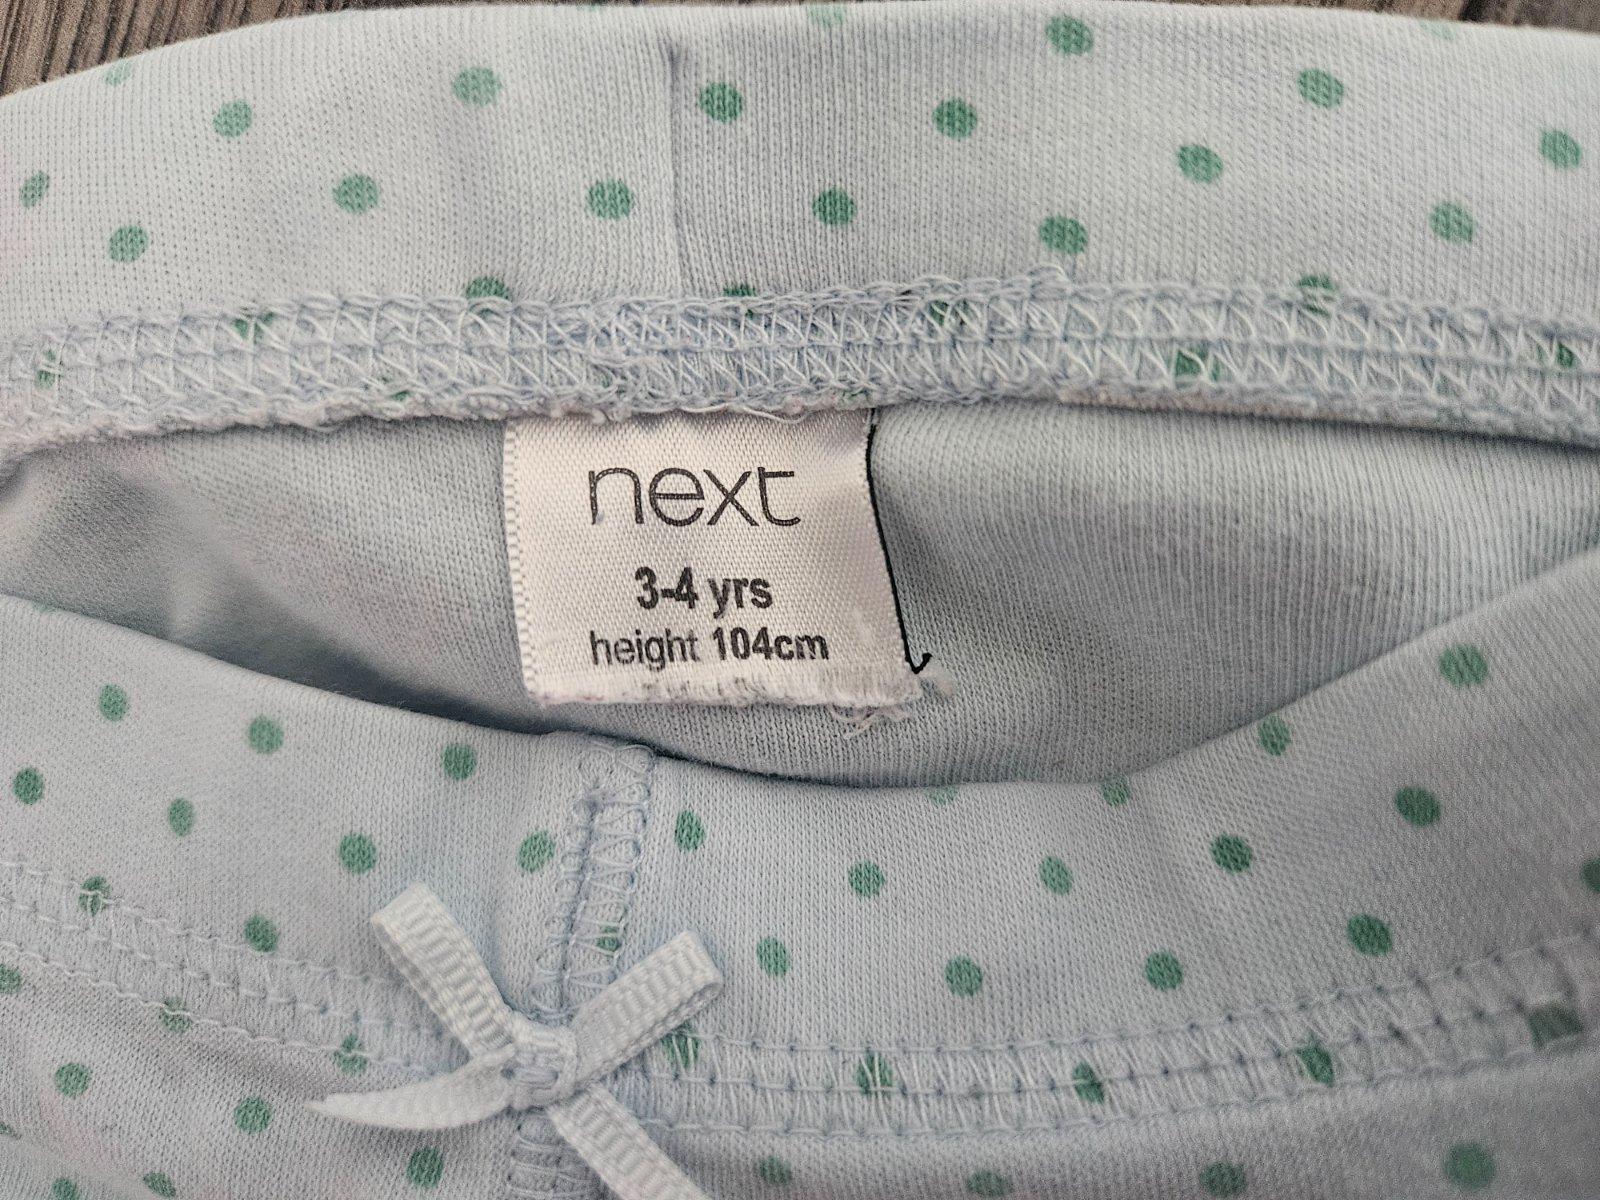 next
3-4 yrs
height 104cm